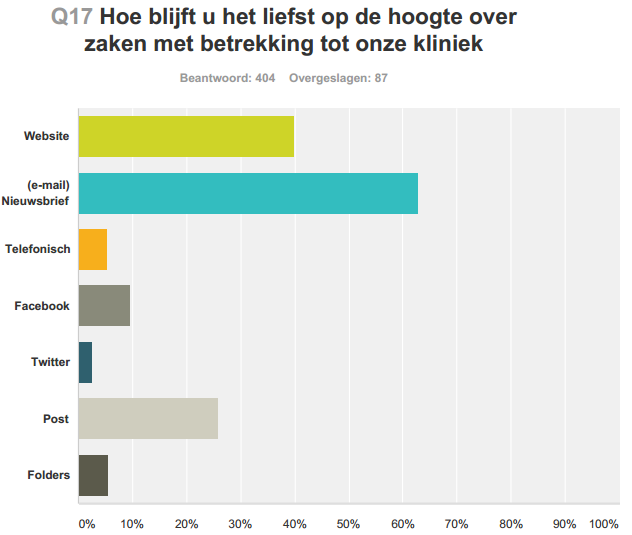 Q17 Hoe blijft u het liefst op de hoogte over
zaken met betrekking tot onze kliniek
Beantwoord: 404 Overgeslagen: 87
Website
(e-mail)
Nieuwsbrief
Telefonisch
Facebook
Twitter
Post
Folders
0% 10% 20% 30% 40% 50% 60% 70% 80% 90% 100%